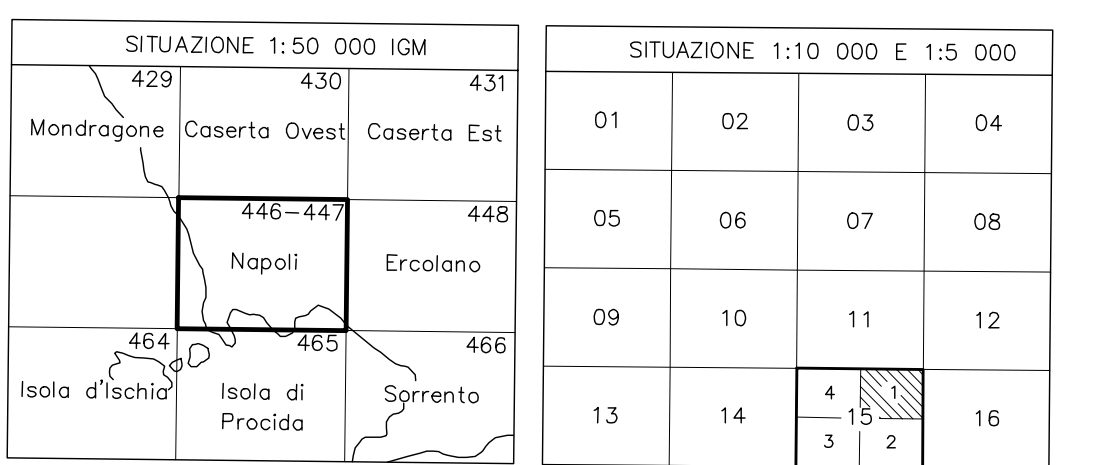 SITUAZIONE 1:50 000 IGM
429
430
431
Mondragone
Caserta Ovest
Caserta Est
446-447
448
Napoli
Ercolano
464
465
466
Isola d'Ischia
Isola di
Procida
Sorrento
SITUAZIONE 1:10 000 E 1:5 000
01
02
03
04
05
06
07
08
09
10
11
12
13
14
4
1
15
3
2
16